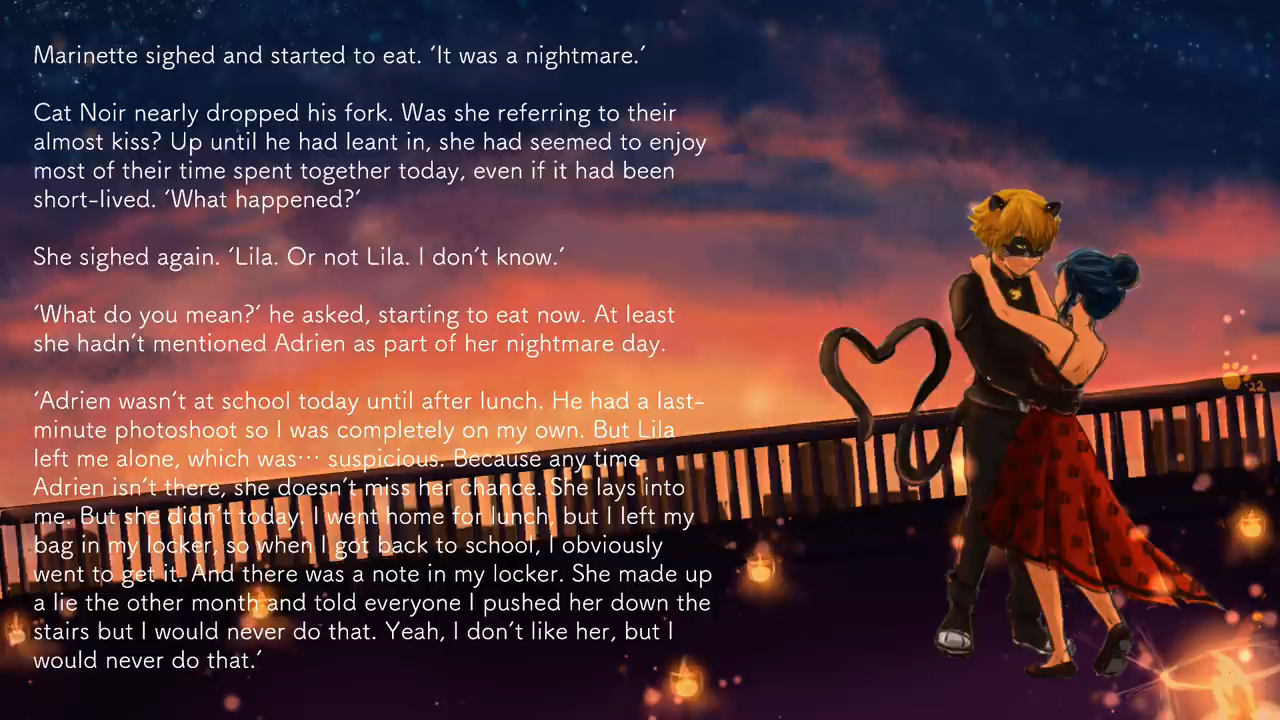 Marinette sighed and started to eat. ‘It was a nightmare.’
Cat Noir nearly dropped his fork. Was she referring to their
almost kiss? Up until he had leant in, she had seemed to enjoy
most of their time spent together today, even if it had been
short-lived. ‘What happened?’
She sighed again. ‘Lila. Or not Lila. I don’t know.’
‘What do you mean?’ he asked, starting to eat now. At least
she hadn’t mentioned Adrien as part of her nightmare day.
‘Adrien wasn’t at school today until after lunch. He had a last-
minute photoshoot so I was completely on my own. But Lila
left me alone, which was… suspicious. Because any time
Adrien isn’t there, she doesn’t miss her chance. She lays into
me. But she didn’t today. I went home for lunch, but I left my
bag in my locker, so when I got back to school, I obviously
went to get it. And there was a note in my locker. She made up
a lie the other month and told everyone I pushed her down the
stairs but I would never do that. Yeah, I don’t like her, but I
would never do that.’
'22